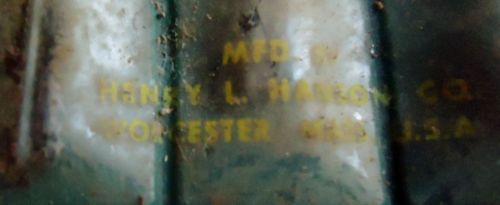 MFD. BY
HENRY L. HANSON CO.
WORCESTER MASS U.S.A